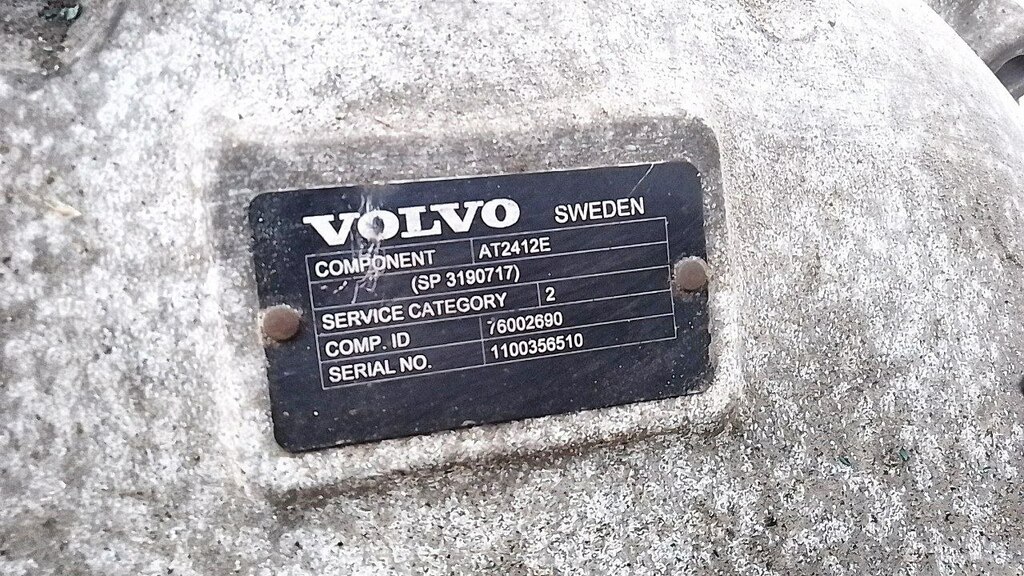 VOLVO SWEDEN
COMPONENT AT2412E
(SP 3190717)
SERVICE CATEGORY 2
COMP. ID 76002690
SERIAL NO. 1100356510